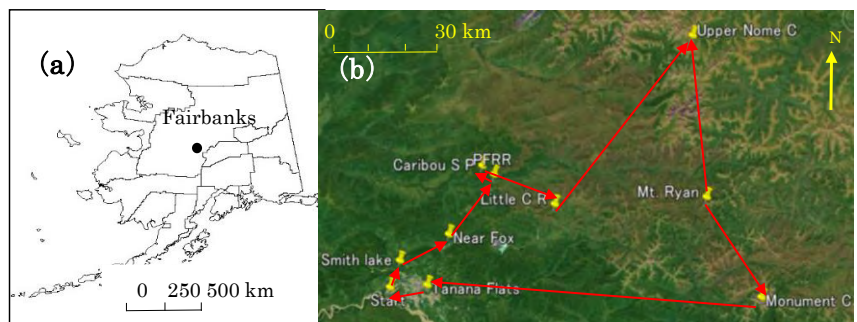 (a)
Fairbanks
0 250 500 km
0 30 km
(b)
N
Upper Nome C
Caribou S P
PFRR
Little C R
Mt. Ryan
Near Fox
Smith lake
Start
Tanana Flats
Monument C